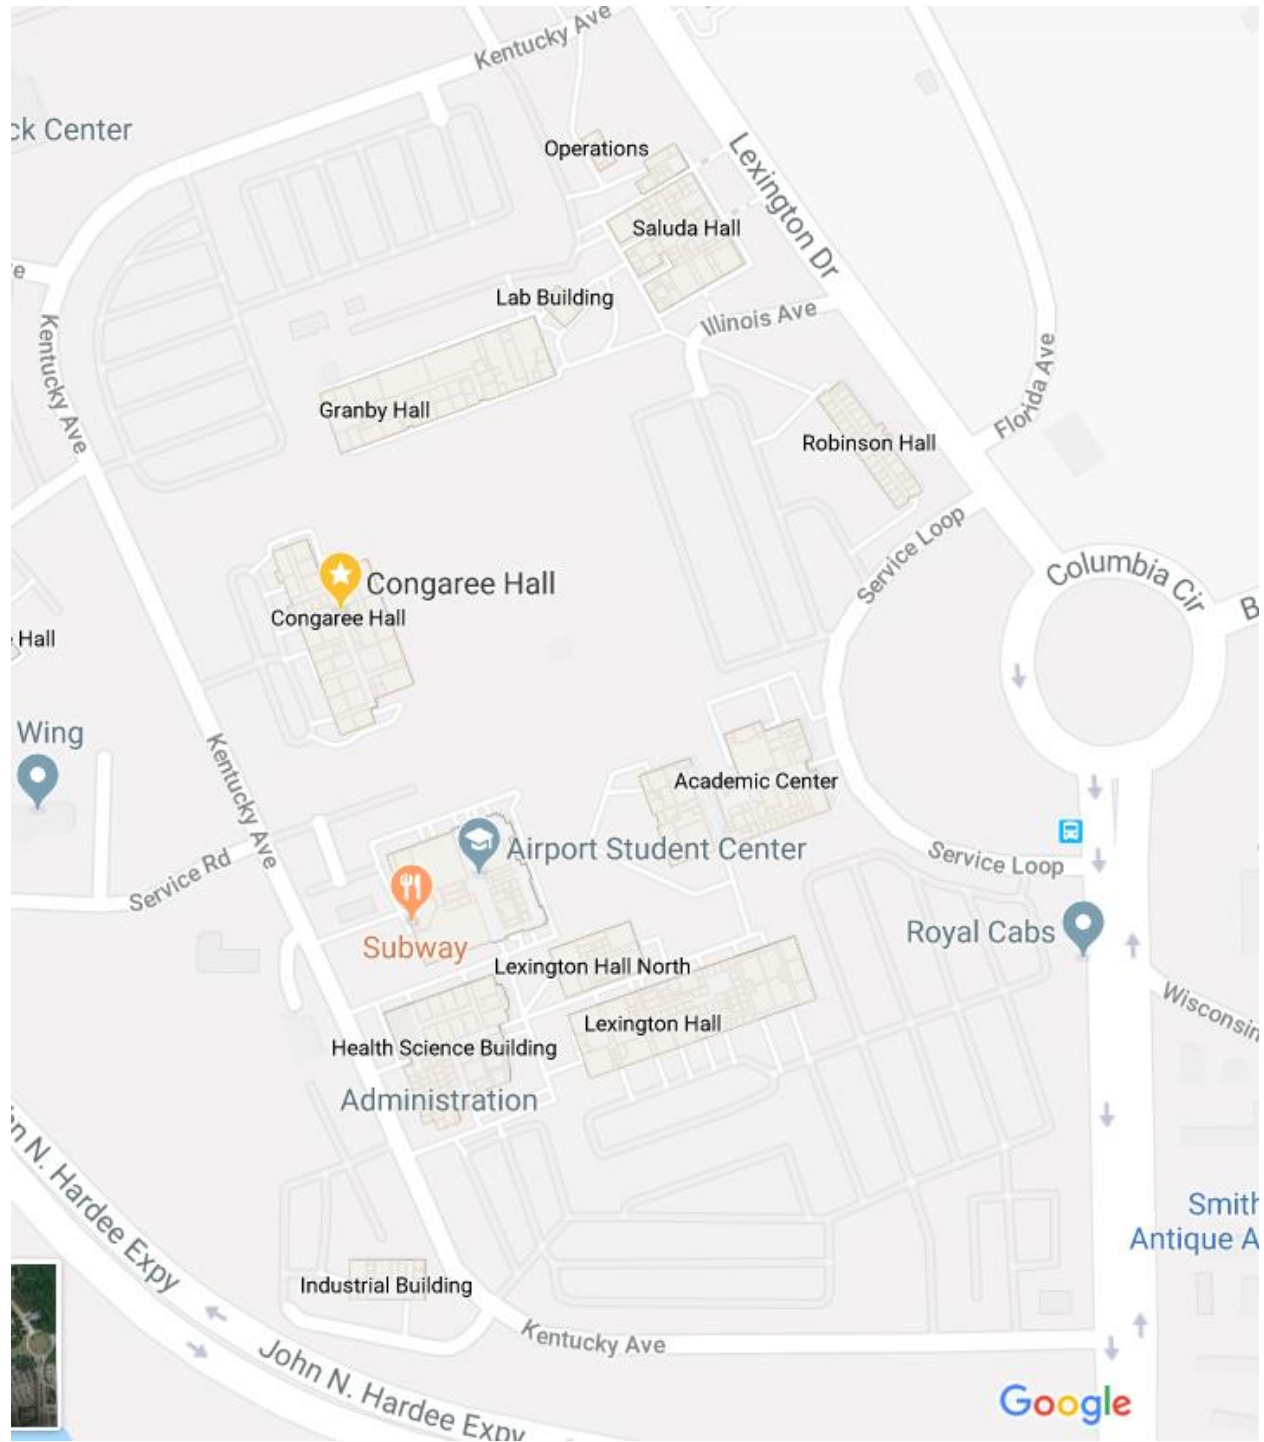 Kentucky Ave
ck Center
Operations
Lexington Dr
Saluda Hall
Lab Building
Illinois Ave
Kentucky Ave
Florida Ave
Granby Hall
Robinson Hall
Service Loop
Columbia Cir
Congaree Hall
Congaree Hall
Hall
Wing
Kentucky Ave
Academic Center
Airport Student Center
Service Loop
Service Rd
Subway
Royal Cabs
Lexington Hall North
Wisconsin
Lexington Hall
Health Science Building
Administration
n N. Hardee Expy
Smith
Antique A
Industrial Building
Kentucky Ave
John N. Hardee Expy
Google